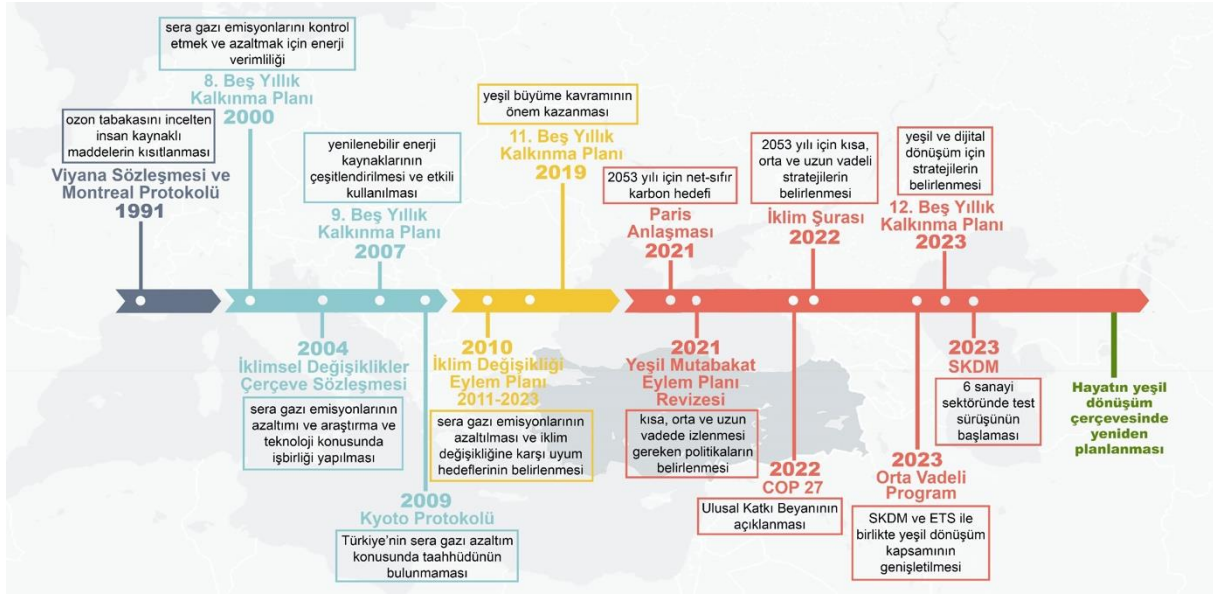 sera gazı emisyonlarını kontrol
etmek ve azaltmak için enerji
verimliliği
8. Beş Yıllık
Kalkınma Planı
2000
ozon tabakasını incelten
insan kaynaklı
maddelerin kısıtlanması
Viyana Sözleşmesi ve
Montreal Protokolü
1991
yenilenebilir enerji
kaynaklarının
çeşitlendirilmesi ve etkili
kullanılması
9. Beş Yıllık
Kalkınma Planı
2007
yeşil büyüme kavramının
önem kazanması
11. Beş Yıllık
Kalkınma Planı
2019
2053 yılı için net-sıfır
karbon hedefi
Paris
Anlaşması
2021
2053 yılı için kısa,
orta ve uzun vadeli
stratejilerin
belirlenmesi
İklim Şurası
2022
yeşil ve dijital
dönüşüm için
stratejilerin
belirlenmesi
12. Beş Yıllık
Kalkınma Planı
2023
2004
İklimsel Değişiklikler
Çerçeve Sözleşmesi
sera gazı emisyonlarının
azaltımı ve araştırma ve
teknoloji konusunda
işbirliği yapılması
2009
Kyoto Protokolü
Türkiye'nin sera gazı azaltım
konusunda taahhüdünün
bulunmaması
2010
İklim Değişikliği
Eylem Planı
2011-2023
sera gazı emisyonlarının
azaltılması ve iklim
değişikliğine karşı uyum
hedeflerinin belirlenmesi
2021
Yeşil Mutabakat
Eylem Planı
Revizesi
kısa, orta ve uzun
vadede izlenmesi
gereken politikaların
belirlenmesi
2022
COP 27
Ulusal Katkı Beyanının
açıklanması
2023
Orta Vadeli
Program
SKDM ve ETS ile
birlikte yeşil dönüşüm
kapsamının
genişletilmesi
2023
SKDM
6 sanayi
sektöründe test
sürüşünün
başlaması
Hayatın yeşil
dönüşüm
çerçevesinde
yeniden
planlanması